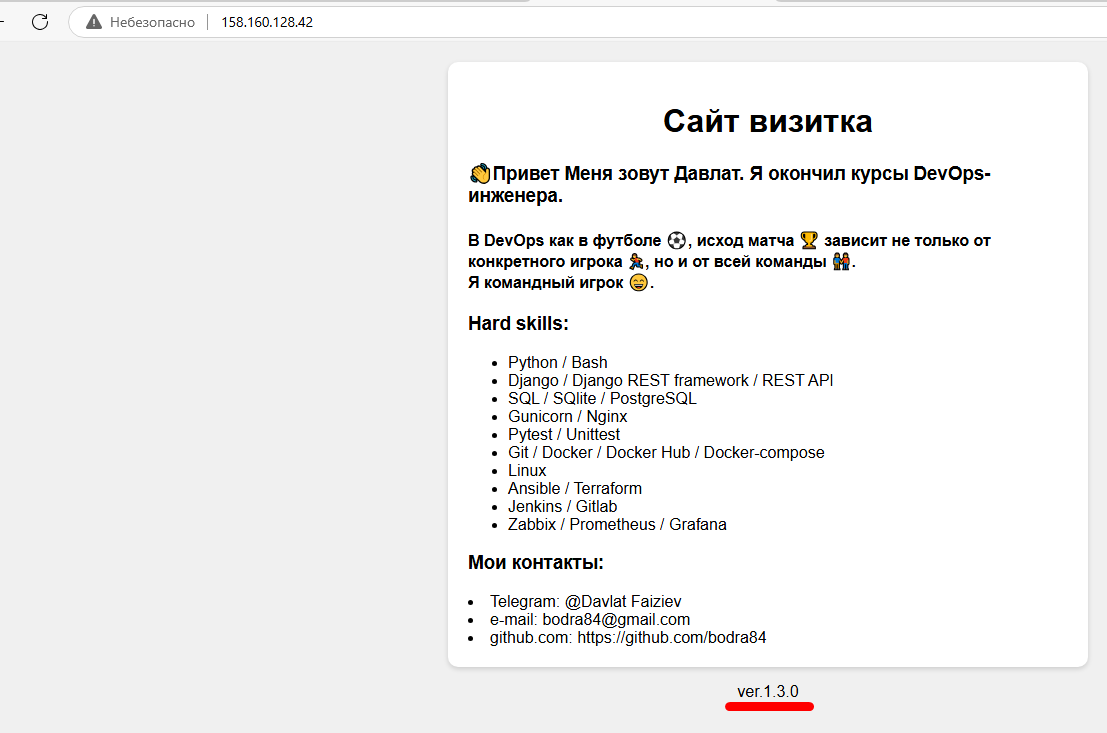 Небезопасно 158.160.128.42
Сайт визитка
👏Привет Меня зовут Давлат. Я окончил курсы DevOps-
инженера.
В DevOps как в футболе ⚽, исход матча 🏆 зависит не только от
конкретного игрока 🏃, но и от всей команды 👬.
Я командный игрок 😄.
Hard skills:
• Python / Bash
• Django / Django REST framework / REST API
• SQL / SQlite / PostgreSQL
• Gunicorn / Nginx
• Pytest / Unittest
• Git / Docker / Docker Hub / Docker-compose
• Linux
• Ansible / Terraform
• Jenkins / Gitlab
• Zabbix / Prometheus / Grafana
Мои контакты:
• Telegram: @Davlat Faiziev
• e-mail: bodra84@gmail.com
• github.com: https://github.com/bodra84
ver.1.3.0